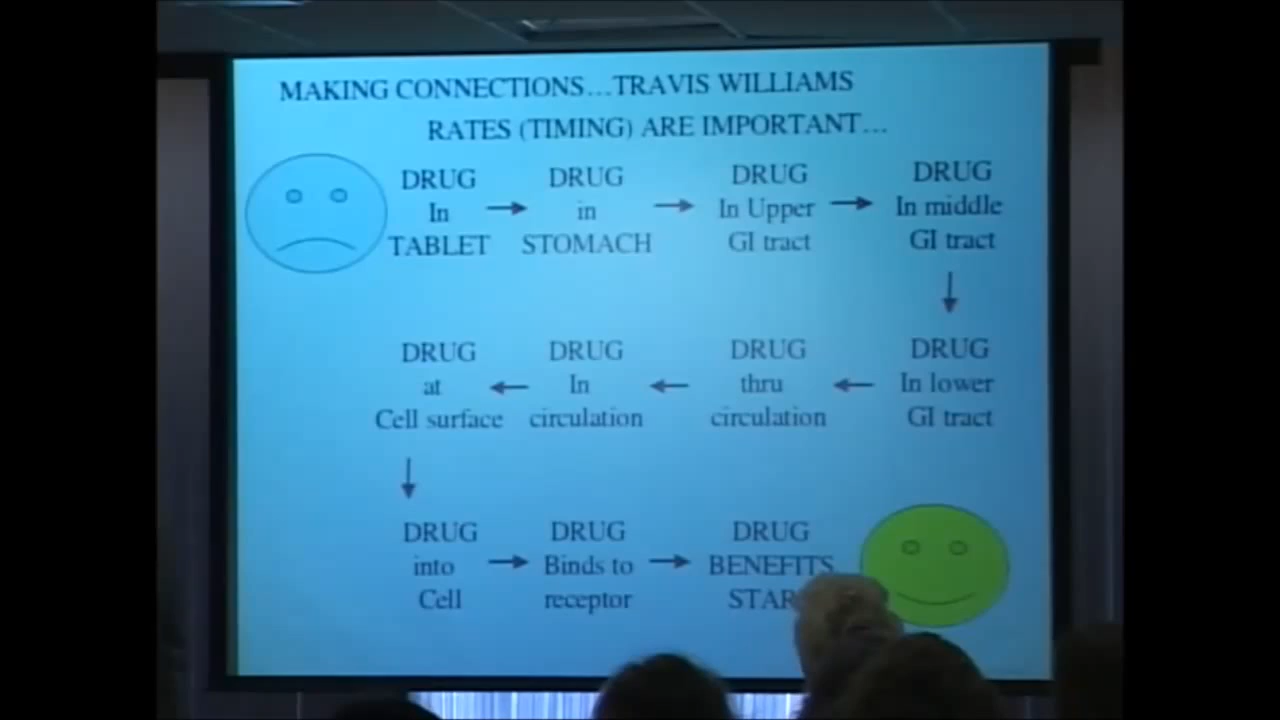 MAKING CONNECTIONS…TRAVIS WILLIAMS
RATES (TIMING) ARE IMPORTANT…
DRUG In TABLET → DRUG in STOMACH → DRUG In Upper GI tract → DRUG In middle GI tract
↓
DRUG at Cell surface ← DRUG In circulation ← DRUG thru circulation ← DRUG In lower GI tract
↓
DRUG into Cell → DRUG Binds to receptor → DRUG BENEFITS